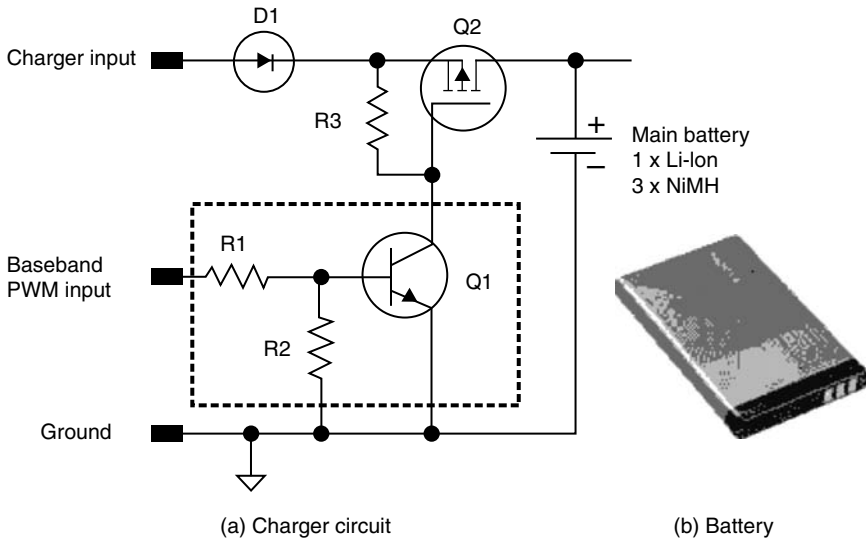 D1
Q2
Charger input
R3
+
Main battery
–
1 x Li-Ion
3 x NiMH
R1
Baseband
PWM input
Q1
R2
Ground
(a) Charger circuit
(b) Battery